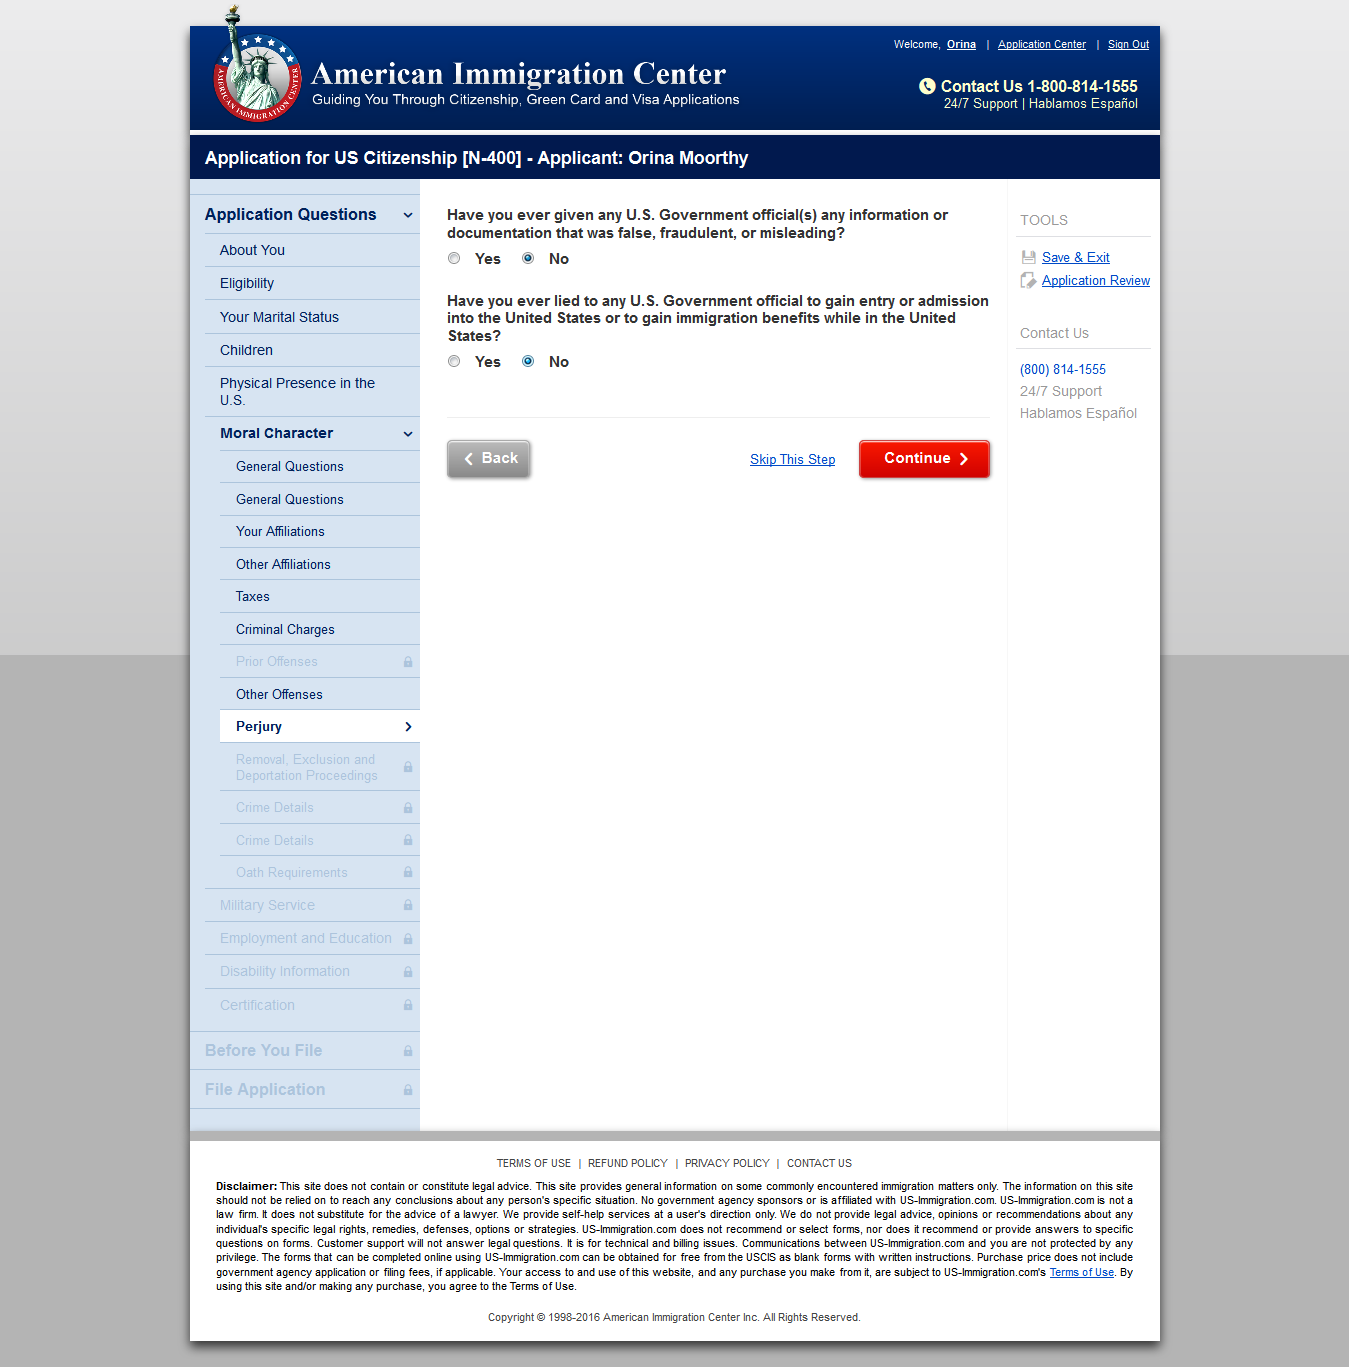 Welcome, Orina | Application Center | Sign Out
AMERICAN IMMIGRATION CENTER
American Immigration Center
Guiding You Through Citizenship, Green Card and Visa Applications
Contact Us 1-800-814-1555
24/7 Support | Hablamos Español
Application for US Citizenship [N-400] - Applicant: Orina Moorthy
Application Questions
About You
Eligibility
Your Marital Status
Children
Physical Presence in the
U.S.
Moral Character
General Questions
General Questions
Your Affiliations
Other Affiliations
Taxes
Criminal Charges
Prior Offenses
Other Offenses
Perjury
Removal, Exclusion and
Deportation Proceedings
Crime Details
Crime Details
Oath Requirements
Military Service
Employment and Education
Disability Information
Certification
Before You File
File Application
Have you ever given any U.S. Government official(s) any information or
documentation that was false, fraudulent, or misleading?
Yes No
Have you ever lied to any U.S. Government official to gain entry or admission
into the United States or to gain immigration benefits while in the United
States?
Yes No
Back
Skip This Step
Continue
TOOLS
Save & Exit
Application Review
Contact Us
(800) 814-1555
24/7 Support
Hablamos Español
TERMS OF USE | REFUND POLICY | PRIVACY POLICY | CONTACT US
Disclaimer: This site does not contain or constitute legal advice. This site provides general information on some commonly encountered immigration matters only. The information on this site
should not be relied on to reach any conclusions about any person's specific situation. No government agency sponsors or is affiliated with US-Immigration.com. US-Immigration.com is not a
law firm. It does not substitute for the advice of a lawyer. We provide self-help services at a user's direction only. We do not provide legal advice, opinions or recommendations about any
individual's specific legal rights, remedies, defenses, options or strategies. US-Immigration.com does not recommend or select forms, nor does it recommend or provide answers to specific
questions on forms. Customer support will not answer legal questions. It is for technical and billing issues. Communications between US-Immigration.com and you are not protected by any
privilege. The forms that can be completed online using US-Immigration.com can be obtained for free from the USCIS as blank forms with written instructions. Purchase price does not include
government agency application or filing fees, if applicable. Your access to and use of this website, and any purchase you make from it, are subject to US-Immigration.com's Terms of Use. By
using this site and/or making any purchase, you agree to the Terms of Use.
Copyright © 1998-2016 American Immigration Center Inc. All Rights Reserved.